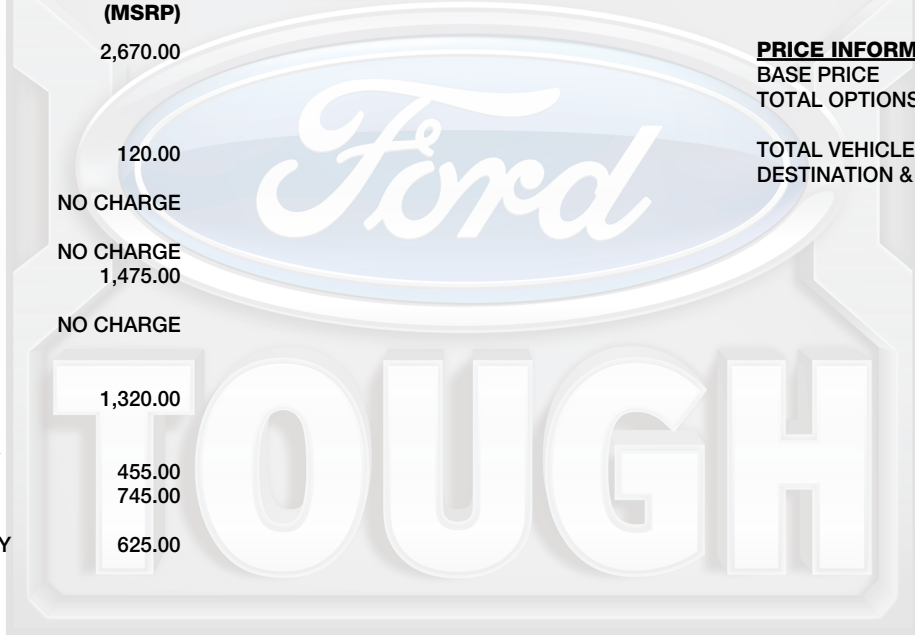 (MSRP)
2,670.00
120.00
NO CHARGE
NO CHARGE
1,475.00
NO CHARGE
1,320.00
455.00
745.00
Y 625.00
PRICE INFORM
BASE PRICE
TOTAL OPTIONS
TOTAL VEHICLE
DESTINATION &
Ford
TOUGH